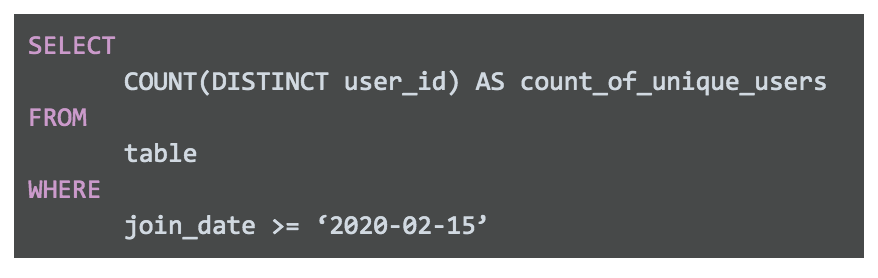 SELECT
COUNT(DISTINCT user_id) AS count_of_unique_users
FROM
table
WHERE
join_date >= ‘2020-02-15’